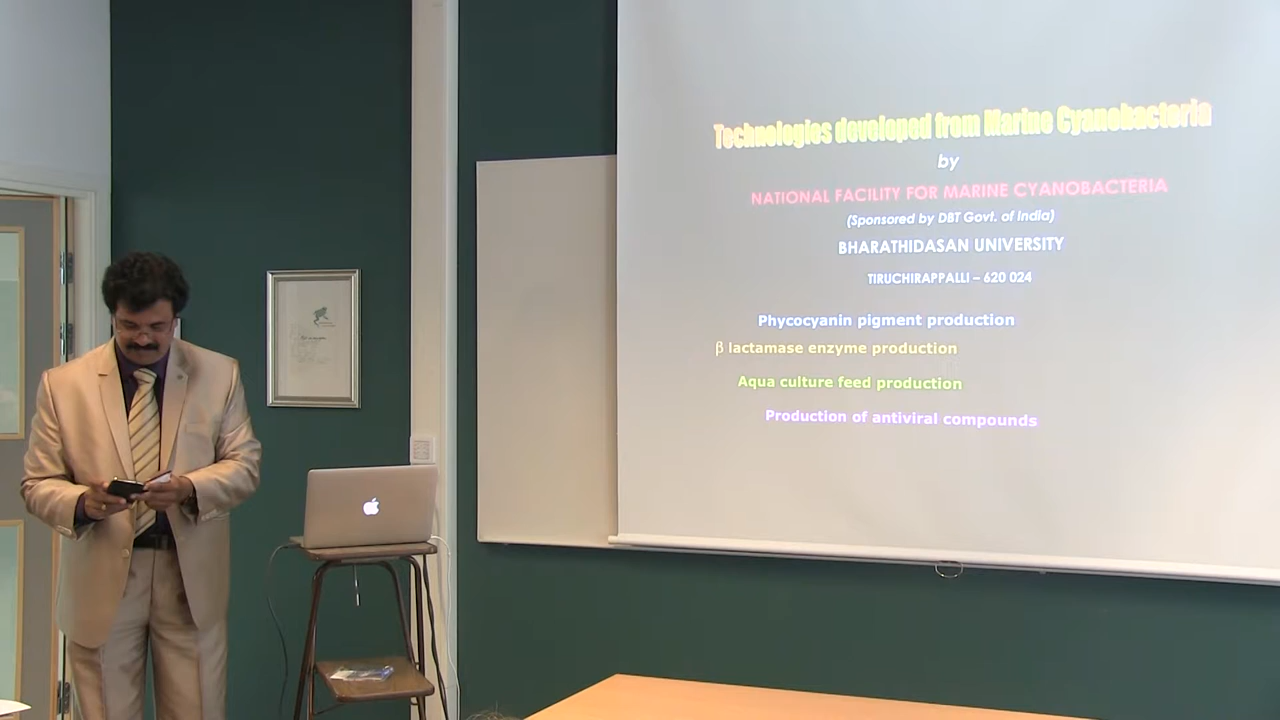 Technologies developed from Marine Cyanobacteria
by
NATIONAL FACILITY FOR MARINE CYANOBACTERIA
(Sponsored by DBT Govt. of India)
BHARATHIDASAN UNIVERSITY
TIRUCHIRAPPALLI – 620 024
Phycocyanin pigment production
β lactamase enzyme production
Aqua culture feed production
Production of antiviral compounds